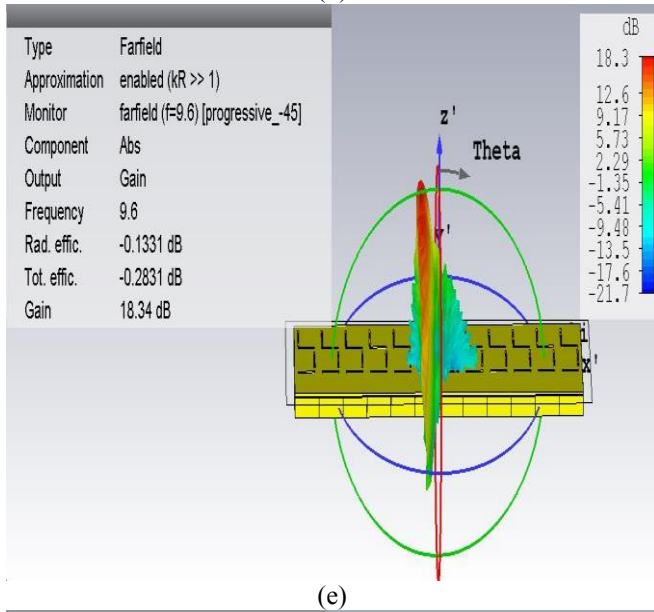 Type Farfield
Approximation enabled (kR >> 1)
Monitor farfield (f=9.6) [progressive_-45]
Component Abs
Output Gain
Frequency 9.6
Rad. effic. -0.1331 dB
Tot. effic. -0.2831 dB
Gain 18.34 dB
dB
18.3
12.6
9.17
5.73
2.29
-1.35
-5.41
-9.48
-13.5
-17.6
-21.7
z'
Theta
y'
x'
(e)